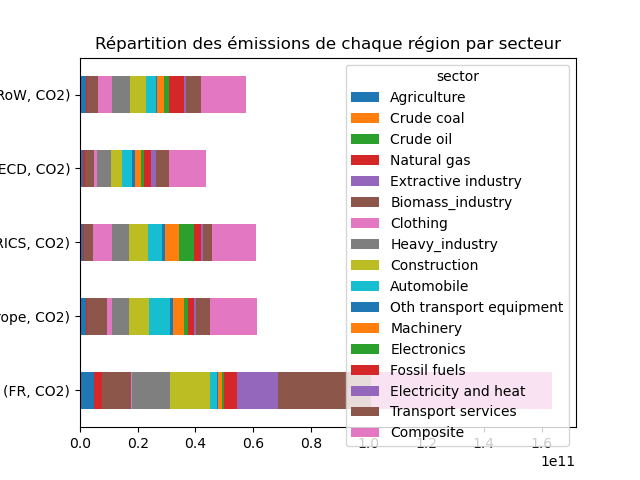 Répartition des émissions de chaque région par secteur
RoW, CO2)
ECD, CO2)
RICS, CO2)
rope, CO2)
(FR, CO2)
sector
Agriculture
Crude coal
Crude oil
Natural gas
Extractive industry
Biomass_industry
Clothing
Heavy_industry
Construction
Automobile
Oth transport equipment
Machinery
Electronics
Fossil fuels
Electricity and heat
Transport services
Composite
0.0 0.2 0.4 0.6 0.8 1.0 1.2 1.4 1.6
1e11